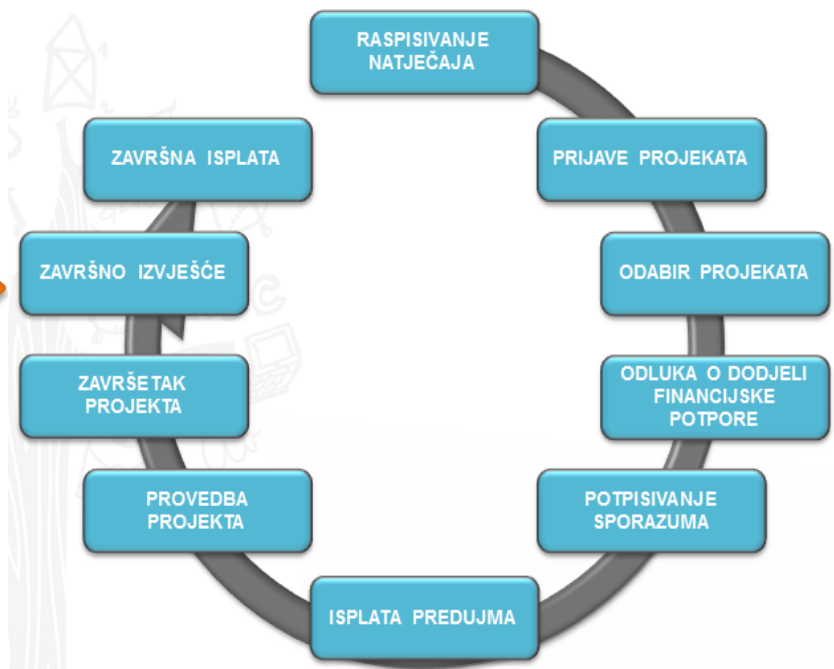 RASPISIVANJE
NATJEČAJA
PRIJAVE PROJEKATA
ODABIR PROJEKATA
ODLUKA O DODJELI
FINANCIJSKE
POTPORE
POTPISIVANJE
SPORAZUMA
ISPLATA PREDUJMA
PROVEDBA
PROJEKTA
ZAVRŠETAK
PROJEKTA
ZAVRŠNO IZVJEŠĆE
ZAVRŠNA ISPLATA